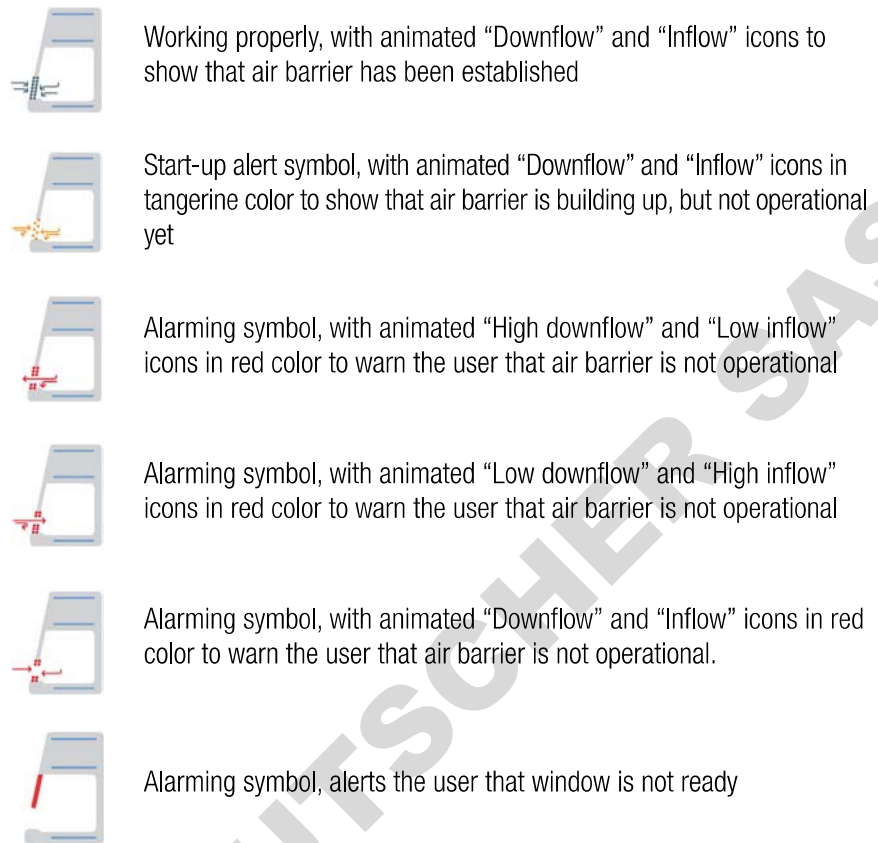 Working properly, with animated “Downflow” and “Inflow” icons to
show that air barrier has been established
Start-up alert symbol, with animated “Downflow” and “Inflow” icons in
tangerine color to show that air barrier is building up, but not operational
yet
Alarming symbol, with animated “High downflow” and “Low inflow”
icons in red color to warn the user that air barrier is not operational
Alarming symbol, with animated “Low downflow” and “High inflow”
icons in red color to warn the user that air barrier is not operational
Alarming symbol, with animated “Downflow” and “Inflow” icons in red
color to warn the user that air barrier is not operational.
Alarming symbol, alerts the user that window is not ready
UTSCHER SAS